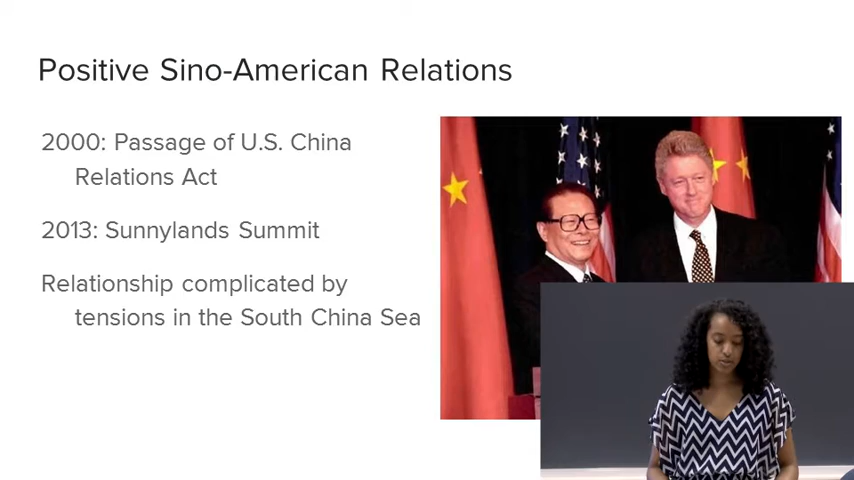 Positive Sino-American Relations
2000: Passage of U.S. China
Relations Act
2013: Sunnylands Summit
Relationship complicated by
tensions in the South China Sea